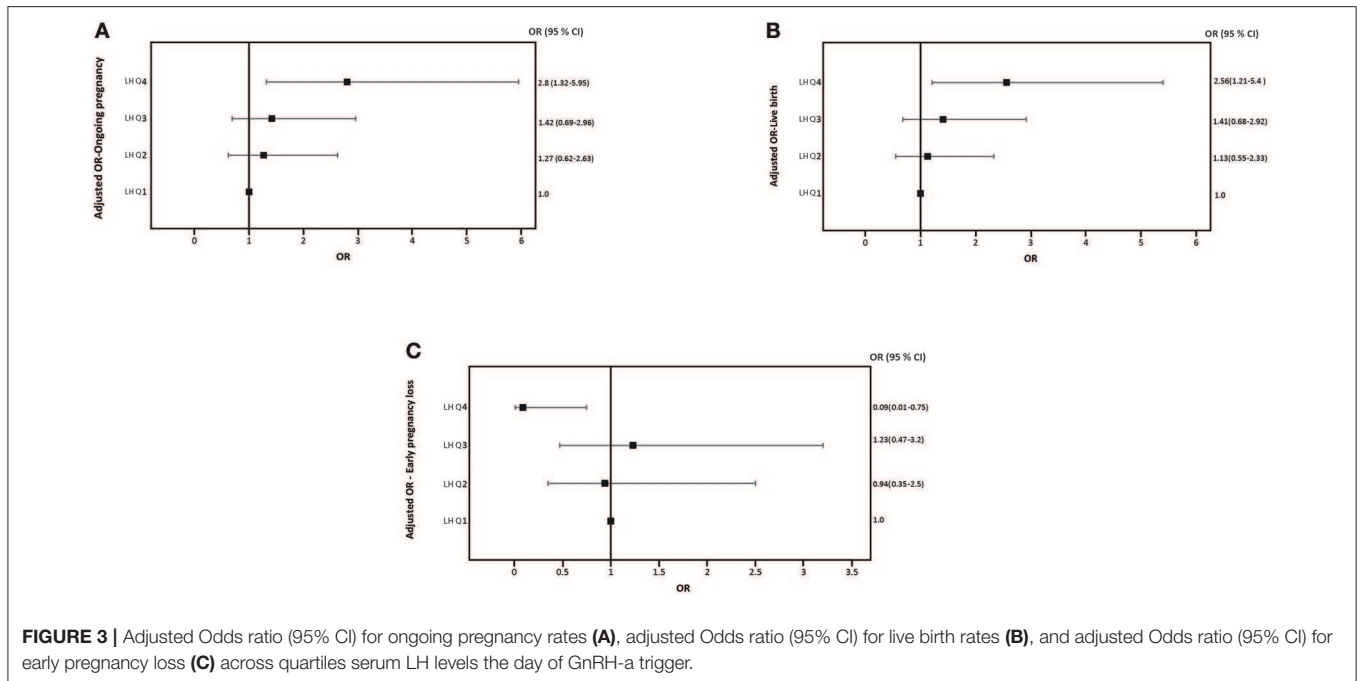 A
OR (95 % CI)
Adjusted OR-Ongoing pregnancy
LH Q4
2.8 (1.32-5.95)
LH Q3
1.42 (0.69-2.96)
LH Q2
1.27 (0.62-2.63)
LH Q1
1.0
0 1 2 3 4 5 6
OR
B
OR (95 % CI)
Adjusted OR-Live birth
LH Q4
2.56(1.21-5.4 )
LH Q3
1.41(0.68-2.92)
LH Q2
1.13(0.55-2.33)
LH Q1
1.0
0 1 2 3 4 5 6
OR
C
OR (95 % CI)
Adjusted OR - Early pregnancy loss
LH Q4
0.09(0.01-0.75)
LH Q3
1.23(0.47-3.2)
LH Q2
0.94(0.35-2.5)
LH Q1
1.0
0 0.5 1 1.5 2 2.5 3 3.5
OR
FIGURE 3 | Adjusted Odds ratio (95% CI) for ongoing pregnancy rates (A), adjusted Odds ratio (95% CI) for live birth rates (B), and adjusted Odds ratio (95% CI) for
early pregnancy loss (C) across quartiles serum LH levels the day of GnRH-a trigger.